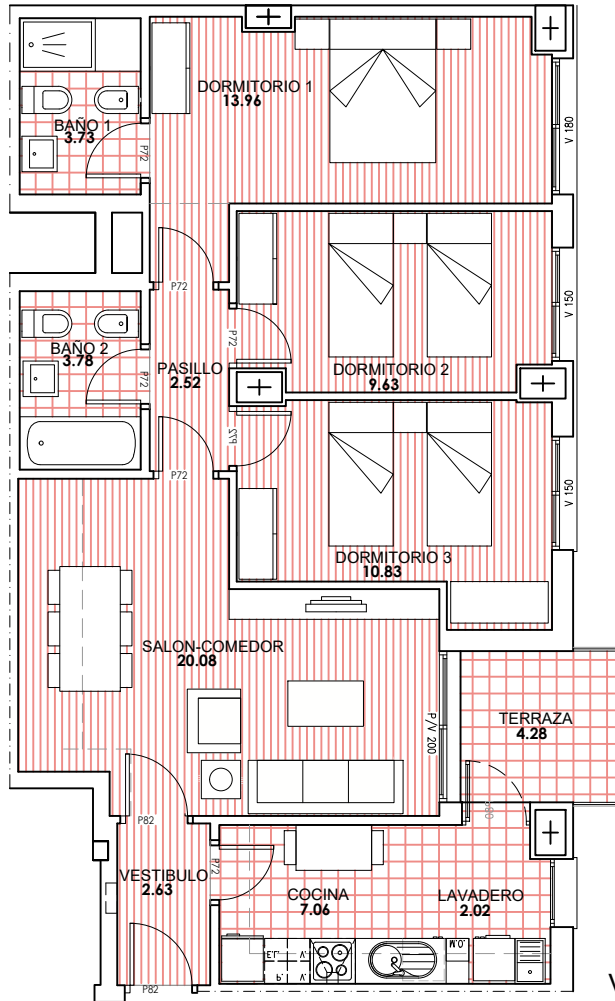 DORMITORIO 1
13.96
BAÑO 1
3.73
P72
V 180
P72
P72
V 150
BAÑO 2
3.78
P72
PASILLO
2.52
DORMITORIO 2
9.63
P72
P72
V 150
DORMITORIO 3
10.83
SALON-COMEDOR
20.08
P/V 200
TERRAZA
4.28
P82
VESTIBULO
2.63
P72
COCINA
7.06
LAVADERO
2.02
L.J.
V.
P.
V.
O.M.
P82
V